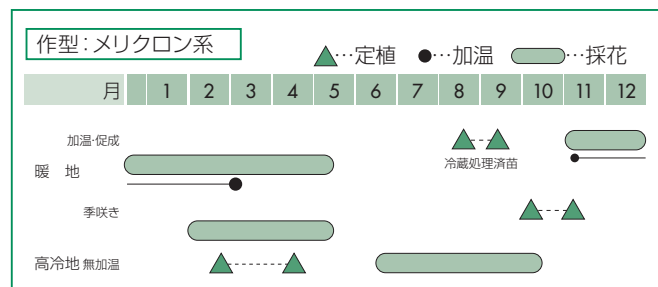 作型：メリクロン系
▲…定植 ●…加温 …採花
月 1 2 3 4 5 6 7 8 9 10 11 12
加温・促成
暖地
冷蔵処理済苗
季咲き
高冷地 無加温